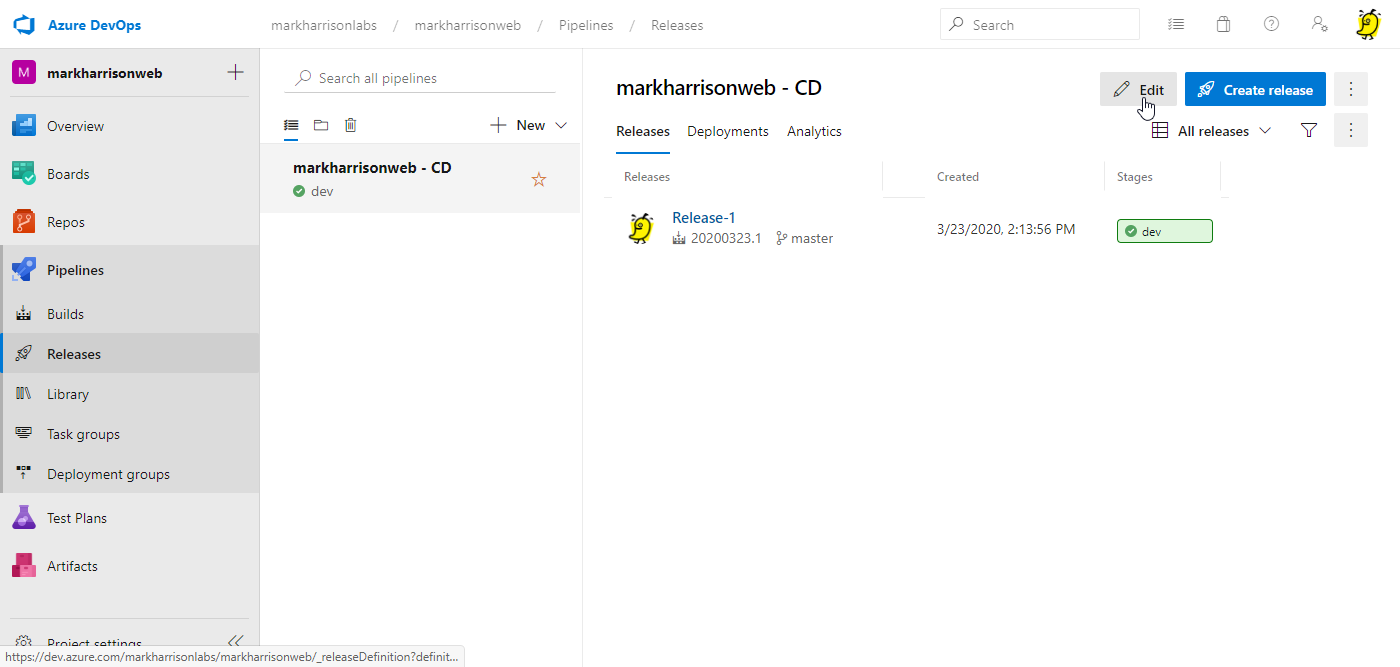 Azure DevOps
markharrisonlabs / markharrisonweb / Pipelines / Releases
Search
M markharrisonweb
Overview
Boards
Repos
Pipelines
Builds
Releases
Library
Task groups
Deployment groups
Test Plans
Artifacts
Project settings
https://dev.azure.com/markharrisonlabs/markharrisonweb/_releaseDefinition?definit...
Search all pipelines
New
markharrisonweb - CD
dev
markharrisonweb - CD
Edit
Create release
Releases Deployments Analytics
All releases
Releases Created Stages
Release-1
20200323.1 master
3/23/2020, 2:13:56 PM
dev